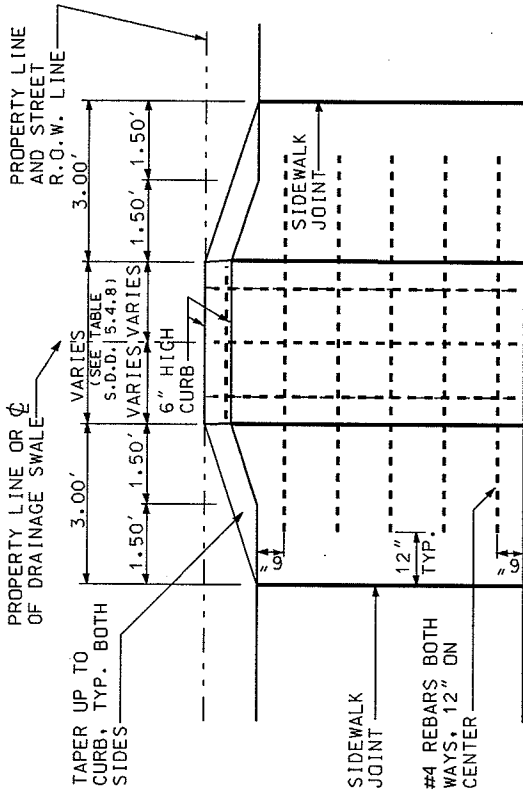 PROPERTY LINE OR ℄
OF DRAINAGE SWALE
PROPERTY LINE
AND STREET
R.O.W. LINE
3.00'
VARIES
(SEE TABLE
S.D.D. 5.4.8)
3.00'
1.50'
1.50'
VARIES
VARIES
1.50'
1.50'
TAPER UP TO
CURB, TYP. BOTH
SIDES
6" HIGH
CURB
SIDEWALK
JOINT
6"
12"
TYP.
6"
SIDEWALK
JOINT
#4 REBARS BOTH
WAYS, 12" ON
CENTER